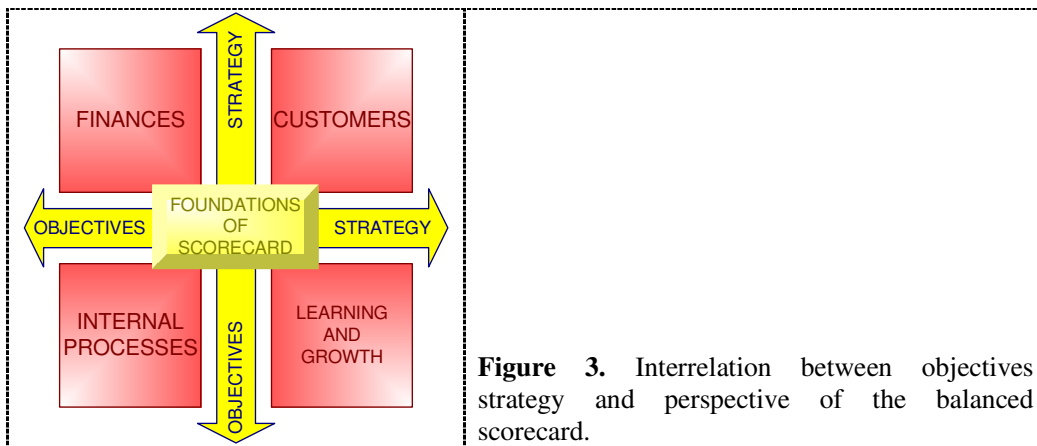 STRATEGY
FINANCES
CUSTOMERS
FOUNDATIONS
OF
SCORECARD
OBJECTIVES
STRATEGY
INTERNAL
PROCESSES
LEARNING
AND
GROWTH
OBJECTIVES
Figure 3. Interrelation between objectives
strategy and perspective of the balanced
scorecard.